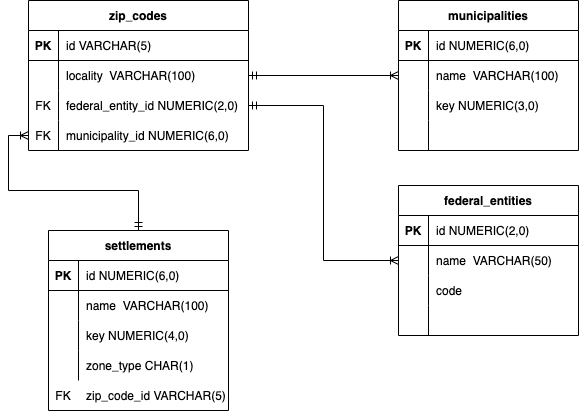 zip_codes
PK id VARCHAR(5)
locality VARCHAR(100)
FK federal_entity_id NUMERIC(2,0)
FK municipality_id NUMERIC(6,0)
municipalities
PK id NUMERIC(6,0)
name VARCHAR(100)
key NUMERIC(3,0)
federal_entities
PK id NUMERIC(2,0)
name VARCHAR(50)
code
settlements
PK id NUMERIC(6,0)
name VARCHAR(100)
key NUMERIC(4,0)
zone_type CHAR(1)
FK zip_code_id VARCHAR(5)